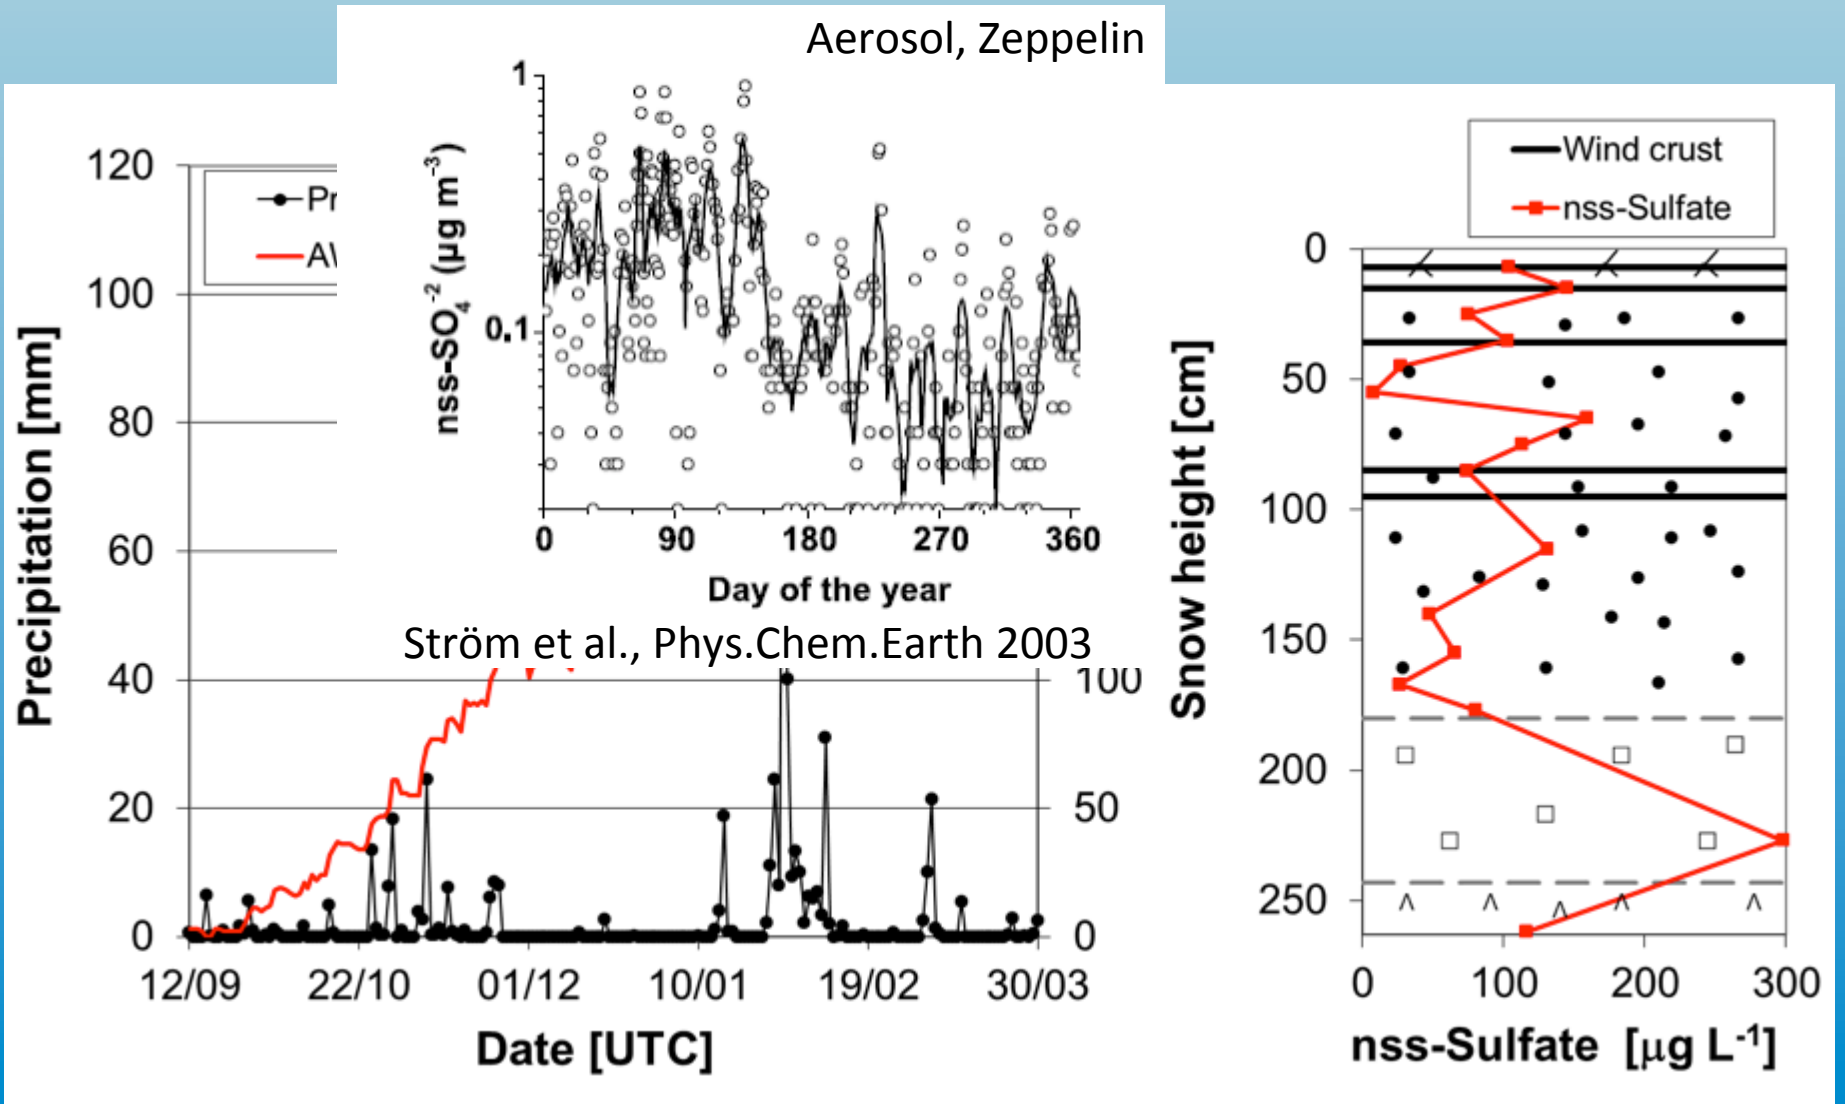 Aerosol, Zeppelin
1
0.1
nss-SO₄⁻² (µg m⁻³)
0 90 180 270 360
Day of the year
Ström et al., Phys.Chem.Earth 2003
120
100
80
60
40
20
0
Precipitation [mm]
100
50
0
12/09 22/10 01/12 10/01 19/02 30/03
Date [UTC]
Wind crust
nss-Sulfate
0
50
100
150
200
250
Snow height [cm]
0 100 200 300
nss-Sulfate [µg L⁻¹]